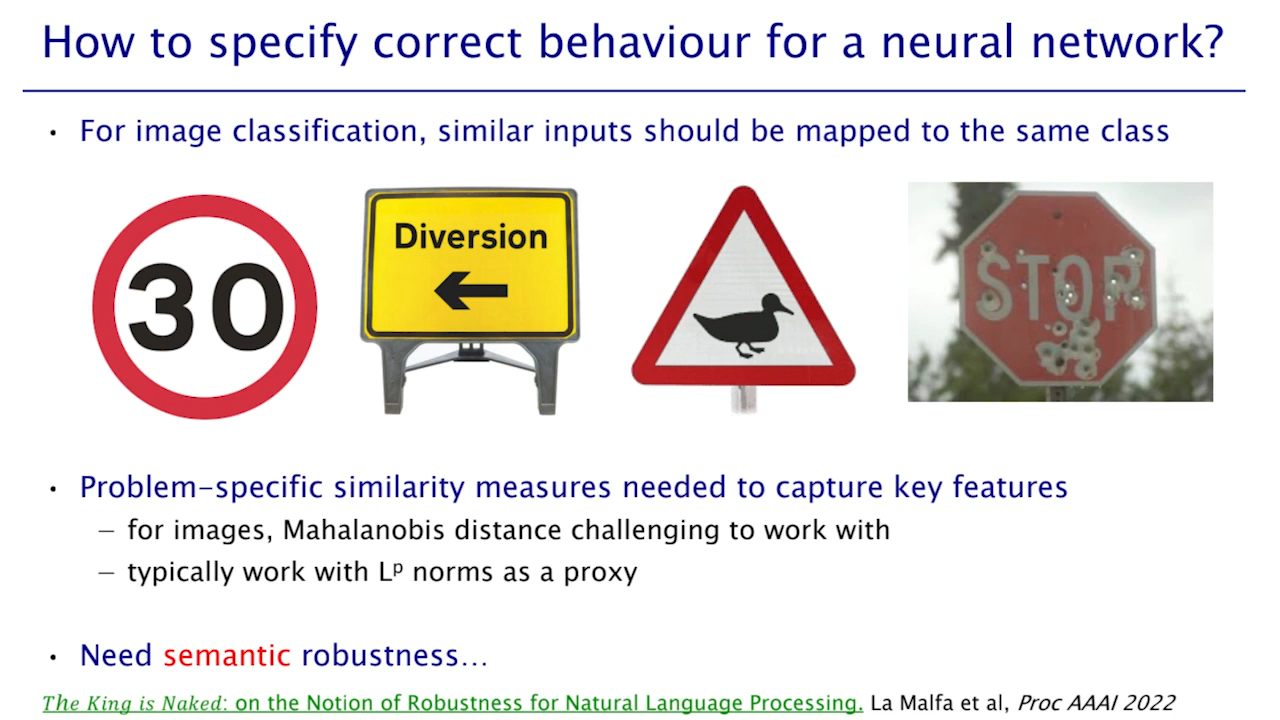 How to specify correct behaviour for a neural network?
• For image classification, similar inputs should be mapped to the same class
30
Diversion
STOP
• Problem-specific similarity measures needed to capture key features
– for images, Mahalanobis distance challenging to work with
– typically work with Lᵖ norms as a proxy
• Need semantic robustness…
The King is Naked: on the Notion of Robustness for Natural Language Processing. La Malfa et al, Proc AAAI 2022